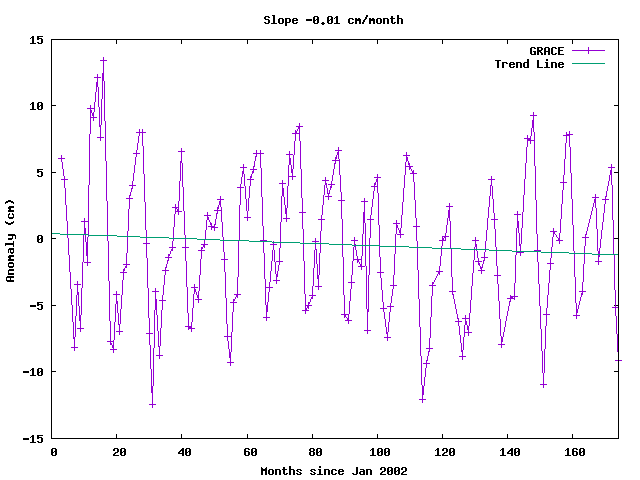 Slope -0.01 cm/month
GRACE
Trend Line
15
10
5
0
-5
-10
-15
Anomaly (cm)
0 20 40 60 80 100 120 140 160
Months since Jan 2002